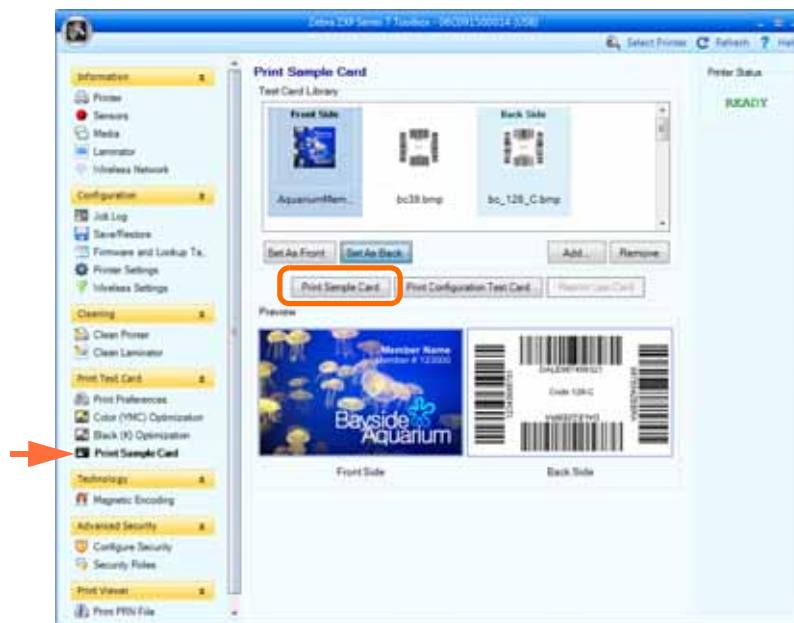 Zebra ZXP Series 7 Toolbox - 06C091500014 (USB)
Select Printer Refresh ? Hel
Information
Printer
Sensors
Media
Laminator
Wireless Network
Configuration
Job Log
Save/Restore
Firmware and Lookup Ta..
Printer Settings
Wireless Settings
Cleaning
Clean Printer
Clean Laminator
Print Test Card
Print Preferences
Color (YMC) Optimization
Black (K) Optimization
Print Sample Card
Technology
Magnetic Encoding
Advanced Security
Configure Security
Security Roles
Print Viewer
Print PRN File
Print Sample Card
Test Card Library
Front Side
AquariumMem...
bc39.bmp
Back Side
bc_128_C.bmp
Set As Front Set As Back Add... Remove
Print Sample Card Print Configuration Test Card Reprint Last Card
Preview
Member Name
Member # 123000
Bayside
Aquarium
Code 128-C
Front Side Back Side
Printer Status
READY